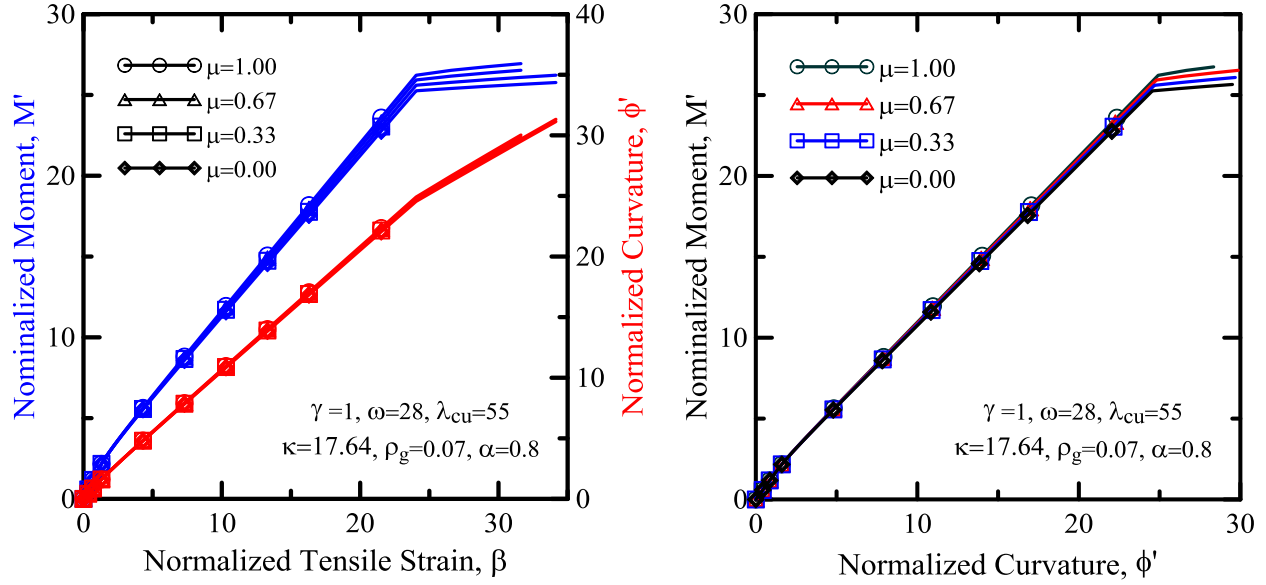 30
20
10
0
Nominalized Moment, M'
μ=1.00
μ=0.67
μ=0.33
μ=0.00
γ =1, ω=28, λcu=55
κ=17.64, ρg=0.07, α=0.8
0 10 20 30
Normalized Tensile Strain, β
40
30
20
10
0
Normalized Curvature, ϕ'
30
20
10
0
Nominalized Moment, M'
μ=1.00
μ=0.67
μ=0.33
μ=0.00
γ =1, ω=28, λcu=55
κ=17.64, ρg=0.07, α=0.8
0 10 20 30
Normalized Curvature, ϕ'